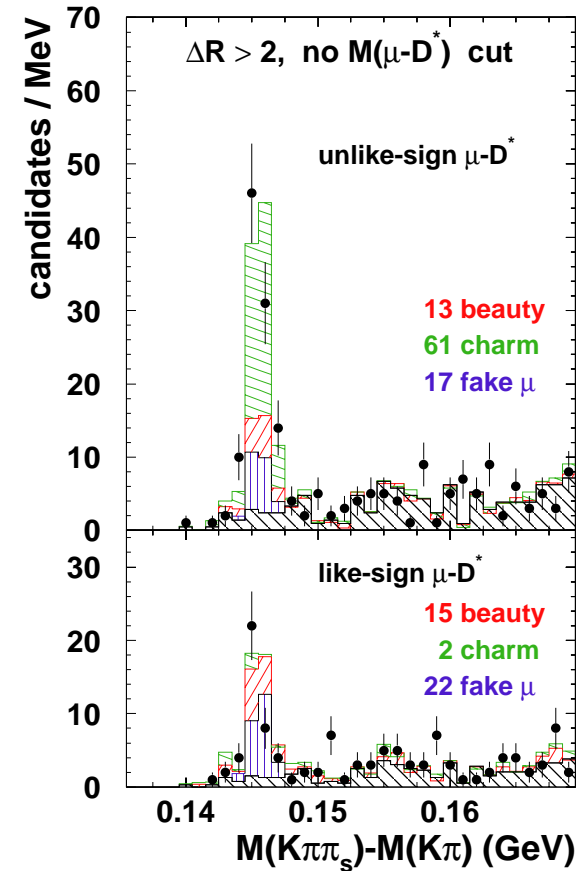 candidates / MeV
ΔR > 2, no M(μ-D*) cut
unlike-sign μ-D*
13 beauty
61 charm
17 fake μ
70
60
50
40
30
20
10
0
like-sign μ-D*
15 beauty
2 charm
22 fake μ
30
20
10
0
0.14 0.15 0.16
M(Kππs)-M(Kπ) (GeV)